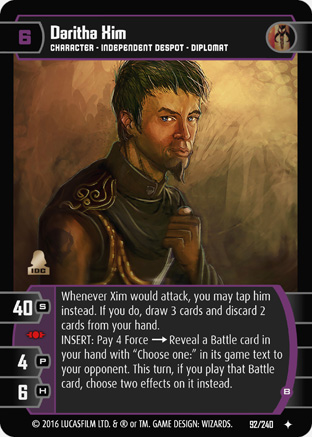 6
Daritha Xim
CHARACTER • INDEPENDENT DESPOT • DIPLOMAT
IDC
40 S
4 P
6 H
Whenever Xim would attack, you may tap him
instead. If you do, draw 3 cards and discard 2
cards from your hand.
INSERT: Pay 4 Force → Reveal a Battle card in
your hand with “Choose one:” in its game text to
your opponent. This turn, if you play that Battle
card, choose two effects on it instead.
B
© 2016 LUCASFILM LTD. & ® or TM. GAME DESIGN: WIZARDS. 92/240